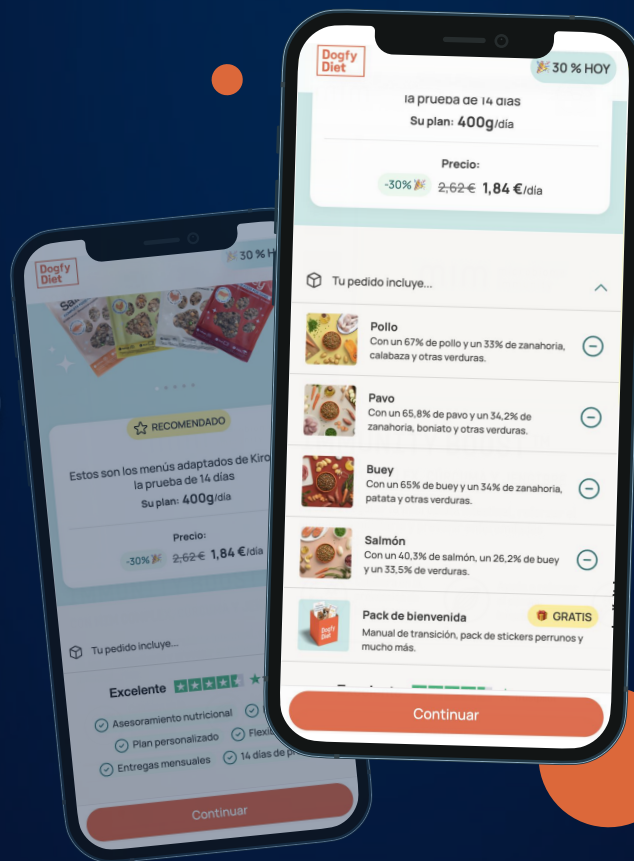 Dogfy
Diet
30 % HOY
la prueba de 14 días
Su plan: 400g/día
Precio:
-30% 2,62 € 1,84 €/día
Tu pedido incluye...
Pollo
Con un 67% de pollo y un 33% de zanahoria,
calabaza y otras verduras.
Pavo
Con un 65,8% de pavo y un 34,2% de
zanahoria, boniato y otras verduras.
Buey
Con un 65% de buey y un 34% de zanahoria,
patata y otras verduras.
Salmón
Con un 40,3% de salmón, un 26,2% de buey
y un 33,5% de verduras.
Pack de bienvenida
GRATIS
Manual de transición, pack de stickers perrunos y
mucho más.
Continuar
Dogfy
Diet
30 %
RECOMENDADO
Estos son los menús adaptados de Kiro
la prueba de 14 días
Su plan: 400g/día
Precio:
-30% 2,62 € 1,84 €/día
Tu pedido incluye...
Excelente
Asesoramiento nutricional
Plan personalizado
Entregas mensuales 14 días de
Continuar